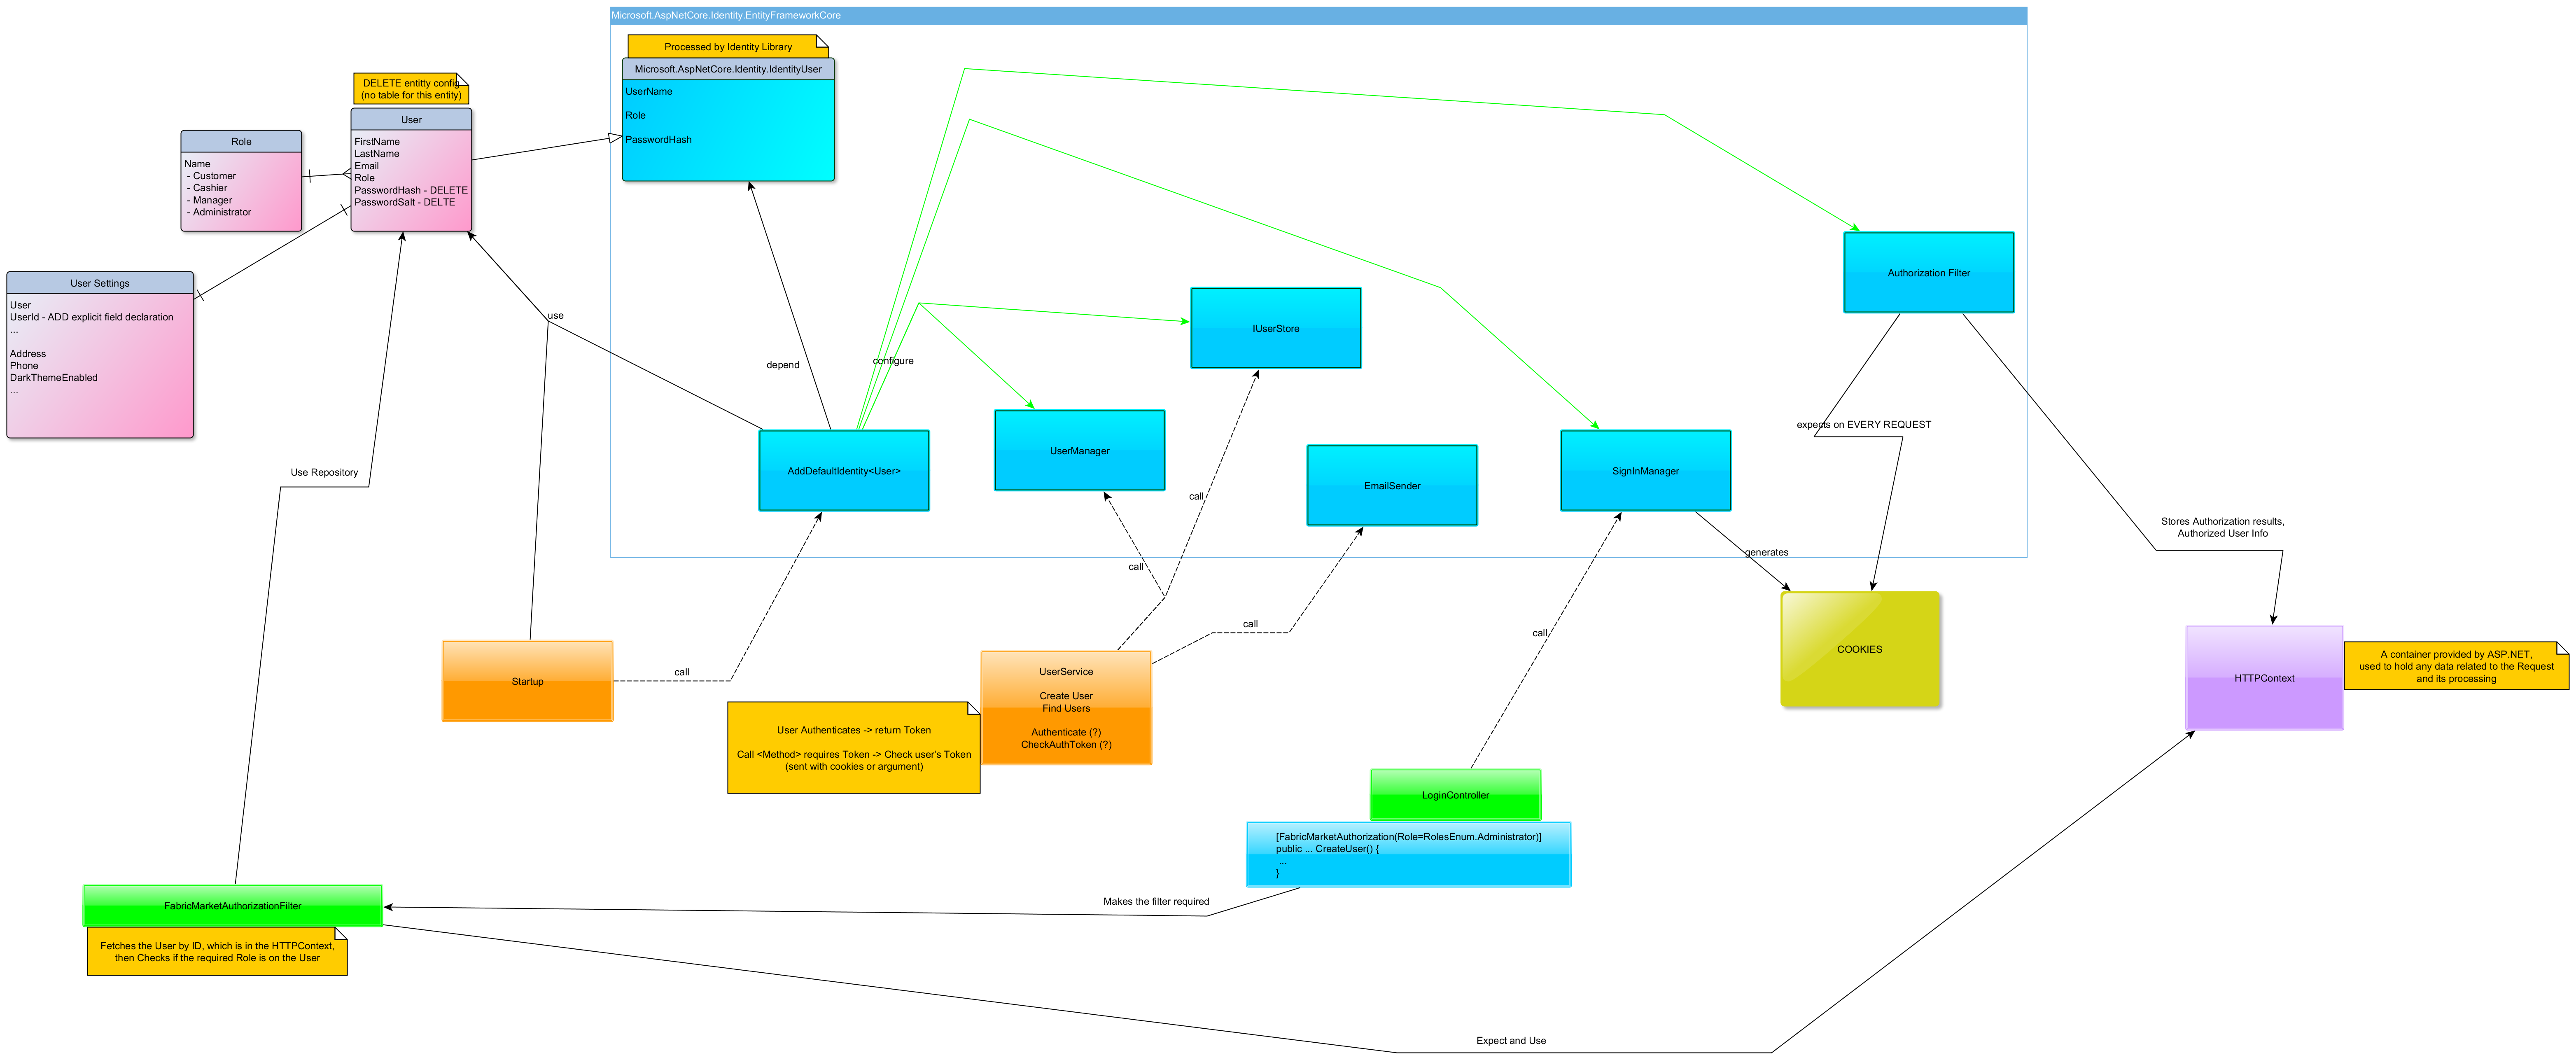 Microsoft.AspNetCore.Identity.EntityFrameworkCore
Processed by Identity Library
Microsoft.AspNetCore.Identity.IdentityUser
UserName
Role
PasswordHash
DELETE entitty config
(no table for this entity)
User
FirstName
LastName
Email
Role
PasswordHash - DELETE
PasswordSalt - DELTE
Role
Name
- Customer
- Cashier
- Manager
- Administrator
User Settings
User
UserId - ADD explicit field declaration
...
Address
Phone
DarkThemeEnabled
...
use
depend
configure
Authorization Filter
IUserStore
UserManager
AddDefaultIdentity<User>
EmailSender
SignInManager
expects on EVERY REQUEST
Use Repository
call
call
call
call
call
generates
Stores Authorization results,
Authorized User Info
COOKIES
HTTPContext
A container provided by ASP.NET,
used to hold any data related to the Request
and its processing
Startup
UserService
Create User
Find Users
Authenticate (?)
CheckAuthToken (?)
User Authenticates -> return Token
Call <Method> requires Token -> Check user's Token
(sent with cookies or argument)
LoginController
[FabricMarketAuthorization(Role=RolesEnum.Administrator)]
public ... CreateUser() {
...
}
Makes the filter required
FabricMarketAuthorizationFilter
Fetches the User by ID, which is in the HTTPContext,
then Checks if the required Role is on the User
Expect and Use